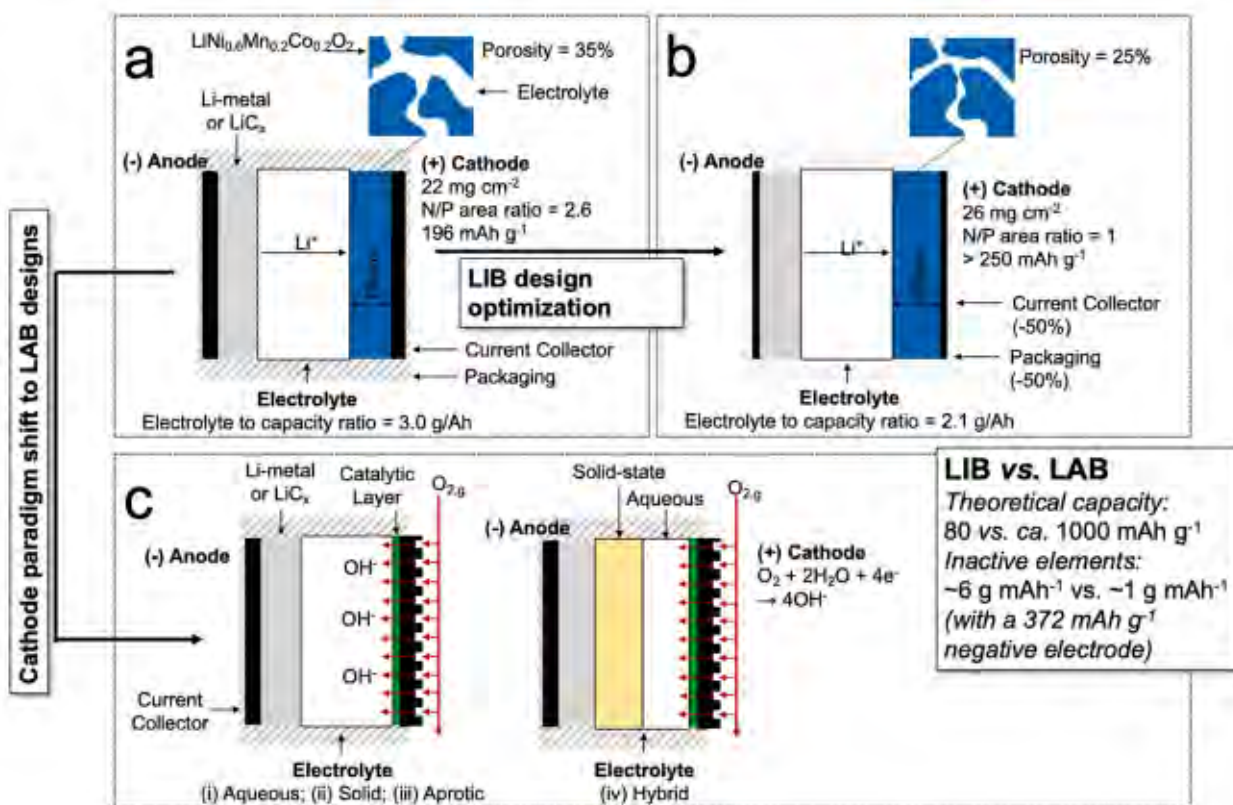 Cathode paradigm shift to LAB designs
a
LiNi0.6Mn0.2Co0.2O2
Porosity = 35%
Electrolyte
Li-metal
or LiCx
(-) Anode
(+) Cathode
22 mg cm-2
N/P area ratio = 2.6
196 mAh g-1
Li+
Current Collector
Packaging
Electrolyte
Electrolyte to capacity ratio = 3.0 g/Ah
LIB design
optimization
b
Porosity = 25%
(-) Anode
(+) Cathode
26 mg cm-2
N/P area ratio = 1
> 250 mAh g-1
Li+
Current Collector
(-50%)
Packaging
(-50%)
Electrolyte
Electrolyte to capacity ratio = 2.1 g/Ah
c
Li-metal
or LiCx
Catalytic
Layer
O2,g
(-) Anode
OH-
OH-
OH-
Current
Collector
Electrolyte
(i) Aqueous; (ii) Solid; (iii) Aprotic
Solid-state
Aqueous
O2,g
(-) Anode
(+) Cathode
O2 + 2H2O + 4e-
→ 4OH-
Electrolyte
(iv) Hybrid
LIB vs. LAB
Theoretical capacity:
80 vs. ca. 1000 mAh g-1
Inactive elements:
~6 g mAh-1 vs. ~1 g mAh-1
(with a 372 mAh g-1
negative electrode)